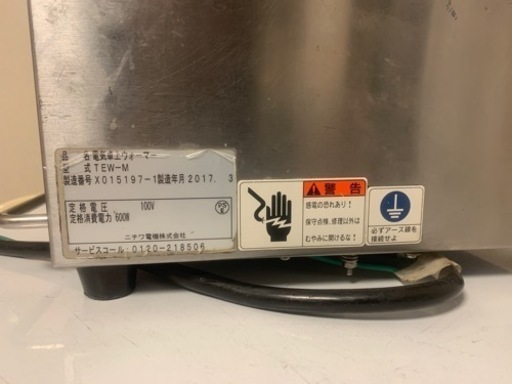 品名 電気卓上ウォーマー
型式 TEW-M
製造番号 X015197-1 製造年月 2017. 3
定格電圧 100V
定格消費電力 600W
ニチワ電機株式会社
サービスコール:0120-218506
警告
感電の恐れあり!
保守点検、修理以外は
むやみに開けるな!
必ずアース線を
接続せよ